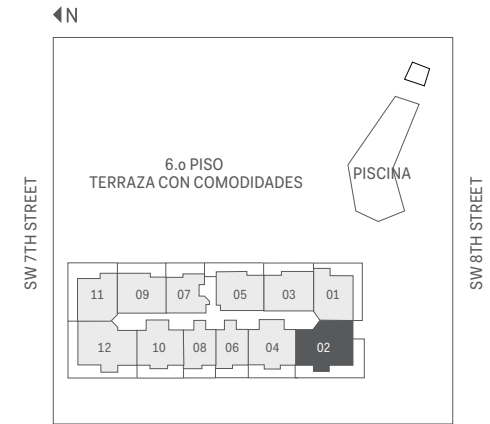 N
6.o PISO
TERRAZA CON COMODIDADES
PISCINA
SW 7TH STREET
SW 8TH STREET
11
09
07
05
03
01
12
10
08
06
04
02